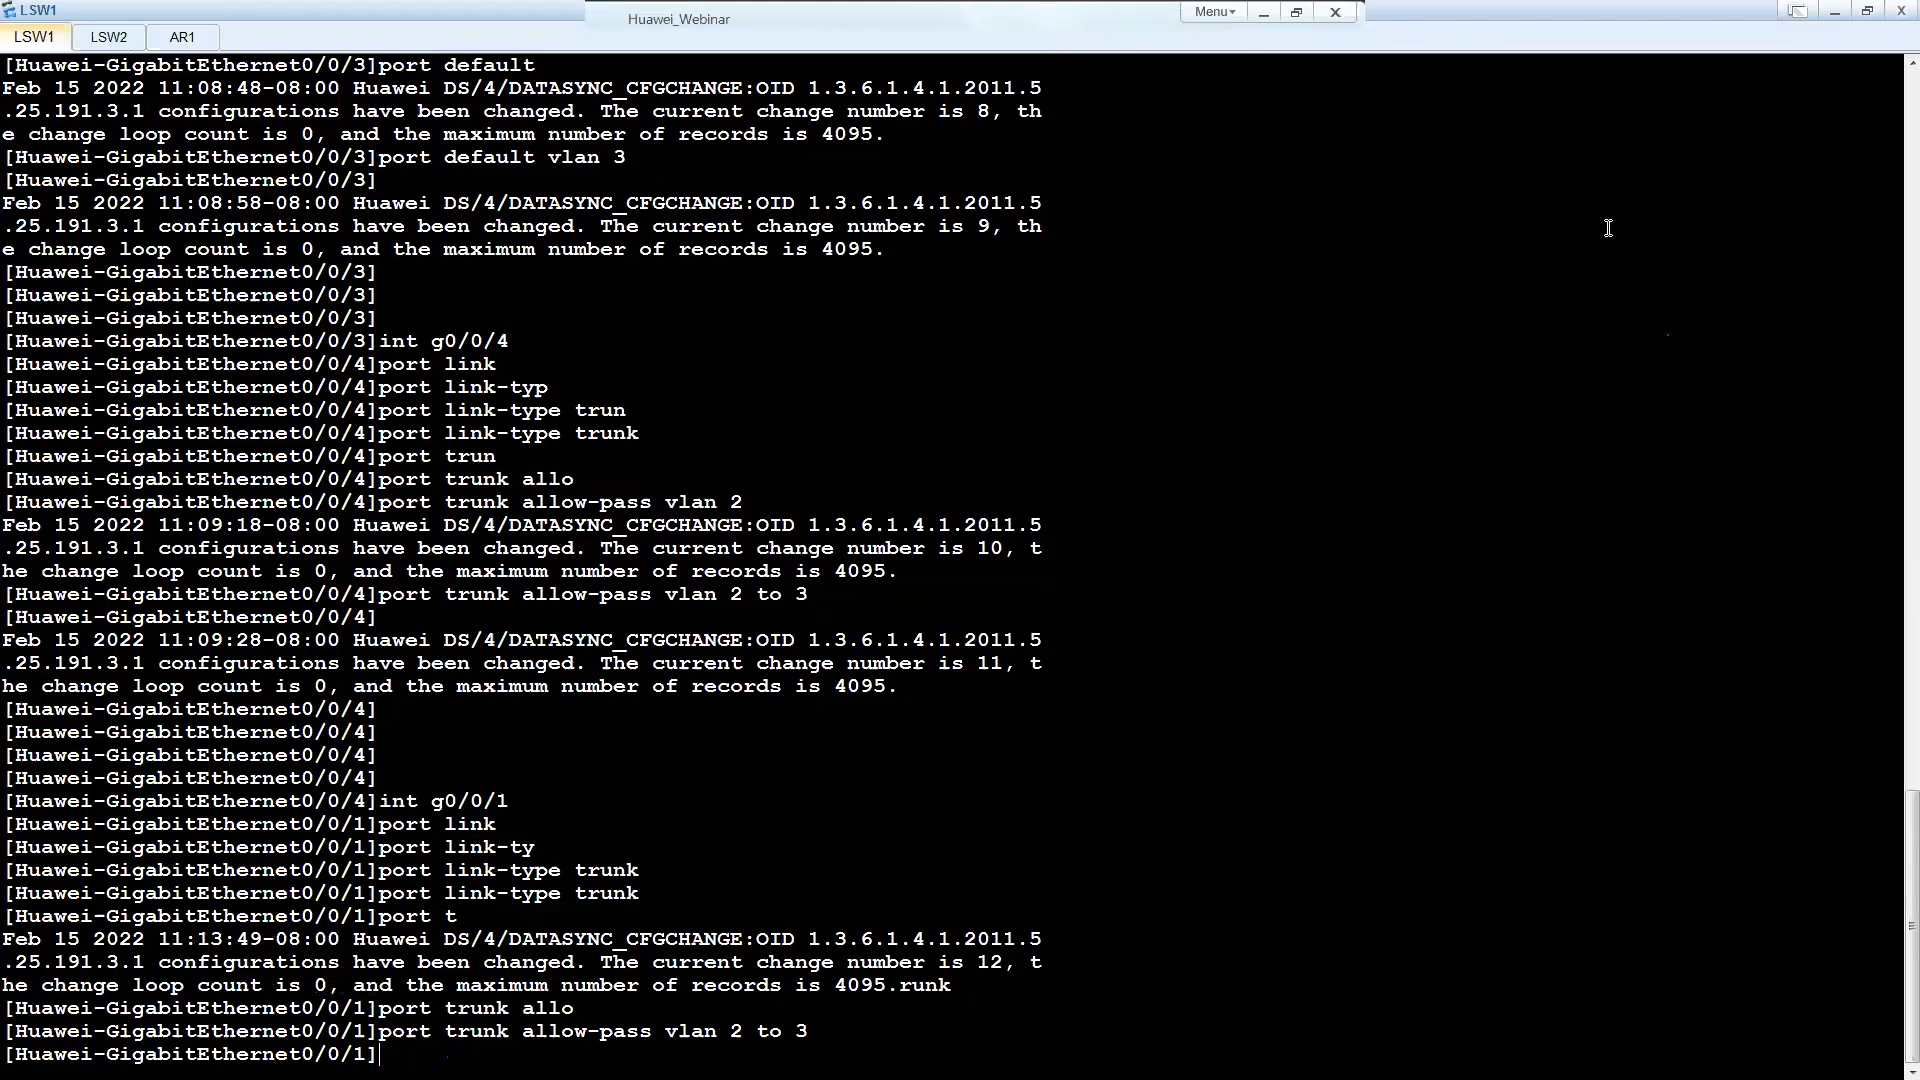 LSW1
Huawei_Webinar
Menu
LSW1 LSW2 AR1
[Huawei-GigabitEthernet0/0/3]port default
Feb 15 2022 11:08:48-08:00 Huawei DS/4/DATASYNC_CFGCHANGE:OID 1.3.6.1.4.1.2011.5
.25.191.3.1 configurations have been changed. The current change number is 8, th
e change loop count is 0, and the maximum number of records is 4095.
[Huawei-GigabitEthernet0/0/3]port default vlan 3
[Huawei-GigabitEthernet0/0/3]
Feb 15 2022 11:08:58-08:00 Huawei DS/4/DATASYNC_CFGCHANGE:OID 1.3.6.1.4.1.2011.5
.25.191.3.1 configurations have been changed. The current change number is 9, th
e change loop count is 0, and the maximum number of records is 4095.
[Huawei-GigabitEthernet0/0/3]
[Huawei-GigabitEthernet0/0/3]
[Huawei-GigabitEthernet0/0/3]
[Huawei-GigabitEthernet0/0/3]int g0/0/4
[Huawei-GigabitEthernet0/0/4]port link
[Huawei-GigabitEthernet0/0/4]port link-typ
[Huawei-GigabitEthernet0/0/4]port link-type trun
[Huawei-GigabitEthernet0/0/4]port link-type trunk
[Huawei-GigabitEthernet0/0/4]port trun
[Huawei-GigabitEthernet0/0/4]port trunk allo
[Huawei-GigabitEthernet0/0/4]port trunk allow-pass vlan 2
Feb 15 2022 11:09:18-08:00 Huawei DS/4/DATASYNC_CFGCHANGE:OID 1.3.6.1.4.1.2011.5
.25.191.3.1 configurations have been changed. The current change number is 10, t
he change loop count is 0, and the maximum number of records is 4095.
[Huawei-GigabitEthernet0/0/4]port trunk allow-pass vlan 2 to 3
[Huawei-GigabitEthernet0/0/4]
Feb 15 2022 11:09:28-08:00 Huawei DS/4/DATASYNC_CFGCHANGE:OID 1.3.6.1.4.1.2011.5
.25.191.3.1 configurations have been changed. The current change number is 11, t
he change loop count is 0, and the maximum number of records is 4095.
[Huawei-GigabitEthernet0/0/4]
[Huawei-GigabitEthernet0/0/4]
[Huawei-GigabitEthernet0/0/4]
[Huawei-GigabitEthernet0/0/4]
[Huawei-GigabitEthernet0/0/4]int g0/0/1
[Huawei-GigabitEthernet0/0/1]port link
[Huawei-GigabitEthernet0/0/1]port link-ty
[Huawei-GigabitEthernet0/0/1]port link-type trunk
[Huawei-GigabitEthernet0/0/1]port link-type trunk
[Huawei-GigabitEthernet0/0/1]port t
Feb 15 2022 11:13:49-08:00 Huawei DS/4/DATASYNC_CFGCHANGE:OID 1.3.6.1.4.1.2011.5
.25.191.3.1 configurations have been changed. The current change number is 12, t
he change loop count is 0, and the maximum number of records is 4095.runk
[Huawei-GigabitEthernet0/0/1]port trunk allo
[Huawei-GigabitEthernet0/0/1]port trunk allow-pass vlan 2 to 3
[Huawei-GigabitEthernet0/0/1]